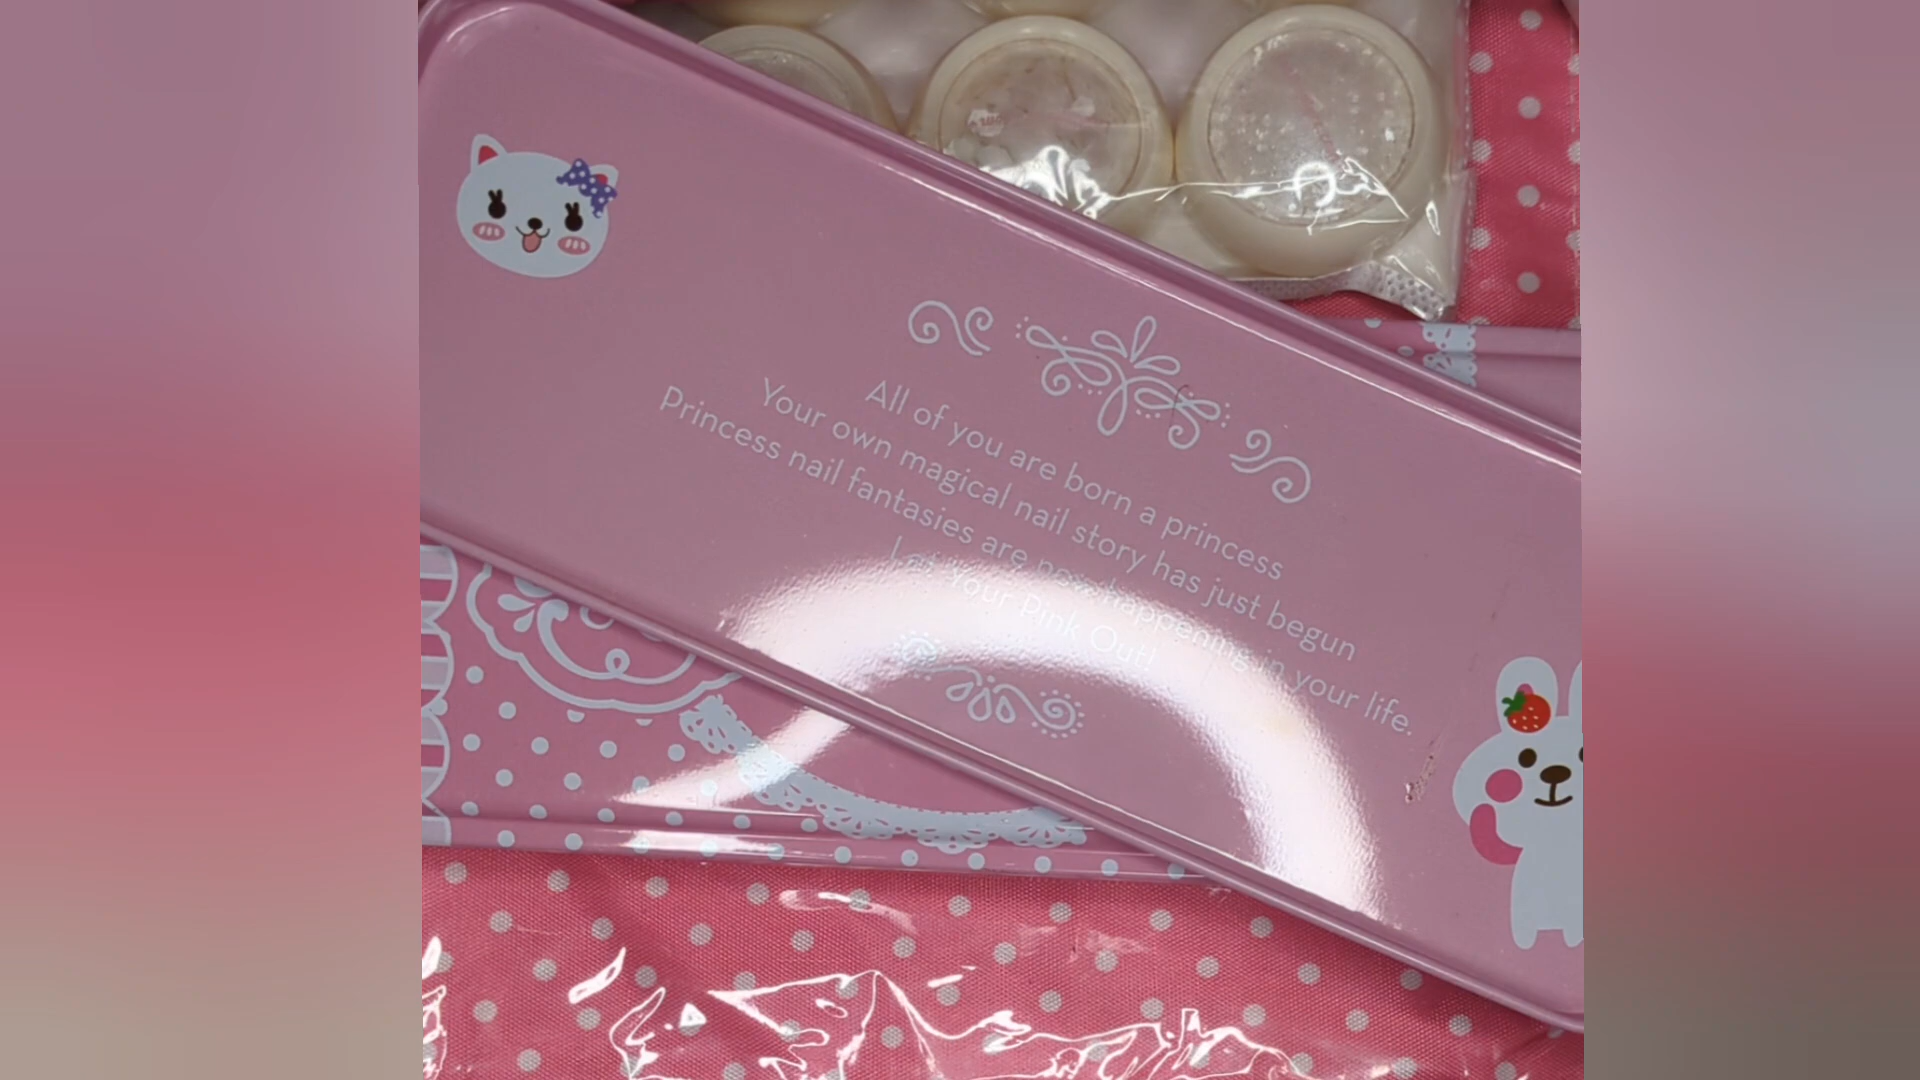 All of you are born a princess
Your own magical nail story has just begun
Princess nail fantasies are now happening in your life.
Let Your Pink Out!